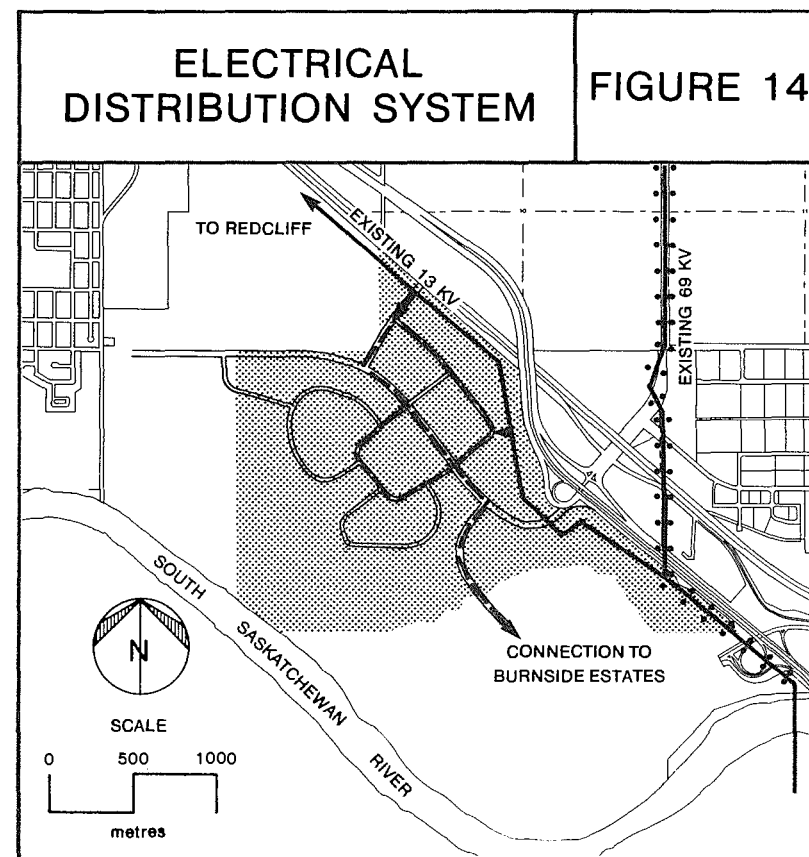 ELECTRICAL
DISTRIBUTION SYSTEM
FIGURE 14
TO REDCLIFF
EXISTING 13 KV
EXISTING 69 KV
SOUTH
SASKATCHEWAN
RIVER
CONNECTION TO
BURNSIDE ESTATES
N
SCALE
0 500 1000
metres